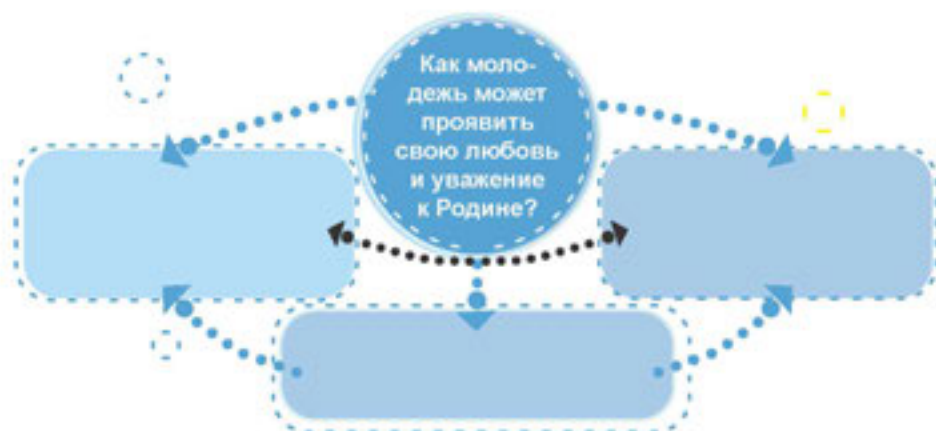 Как моло-
дежь может
проявить
свою любовь
и уважение
к Родине?